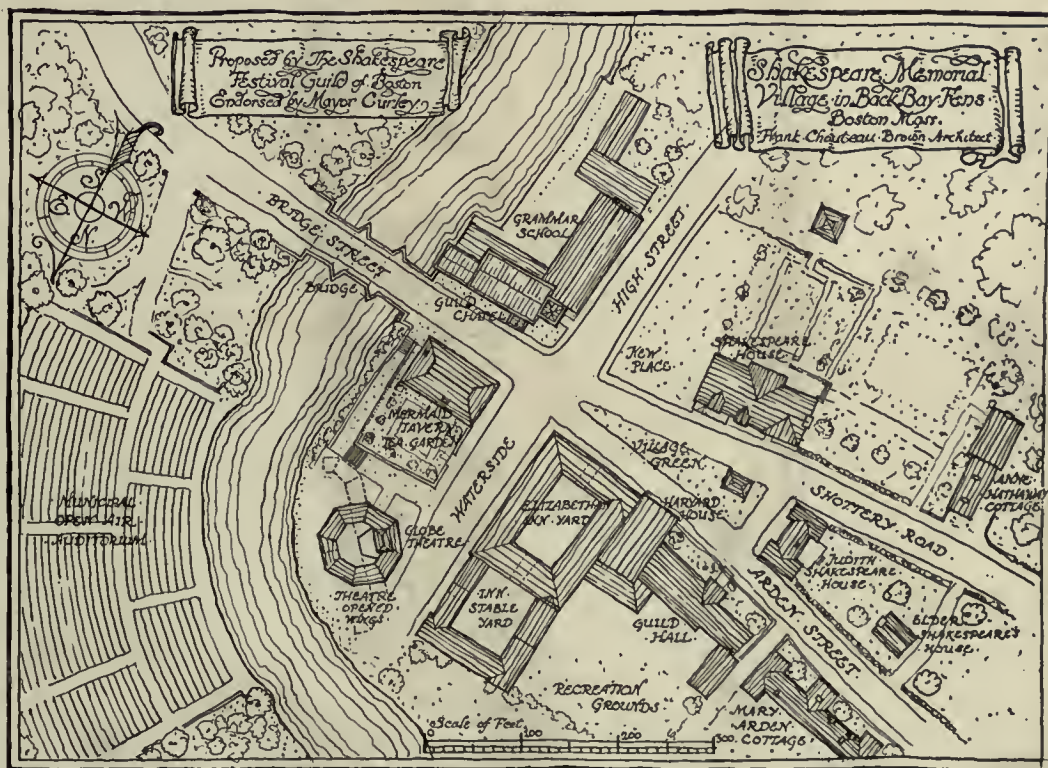 Proposed by The Shakespeare
Festival Guild of Boston
Endorsed by Mayor Curley
Shakespeare Memorial
Village in Back Bay Fens
Boston Mass.
Frank Chouteau Brown Architect
S
E
N
BRIDGE STREET
BRIDGE
GRAMMAR
SCHOOL
GUILD
CHAPEL
HIGH STREET
NEW
PLACE
SHAKESPEARE
HOUSE
MERMAID
TAVERN
TEA GARDEN
WATERSIDE
VILLAGE
GREEN
ELIZABETHAN
INN YARD
HARVARD
HOUSE
SHOTTERY ROAD
ANNE
HATHAWAY
COTTAGE
MUNICIPAL
OPEN AIR
AUDITORIUM
GLOBE
THEATRE
THEATRE
OPENED
WINGS
INN
STABLE
YARD
GUILD
HALL
ARDEN STREET
JUDITH
SHAKESPEARE
HOUSE
ELDER
SHAKESPEARE'S
HOUSE
RECREATION
GROUNDS
MARY
ARDEN
COTTAGE
Scale of Feet
0 100 200 300